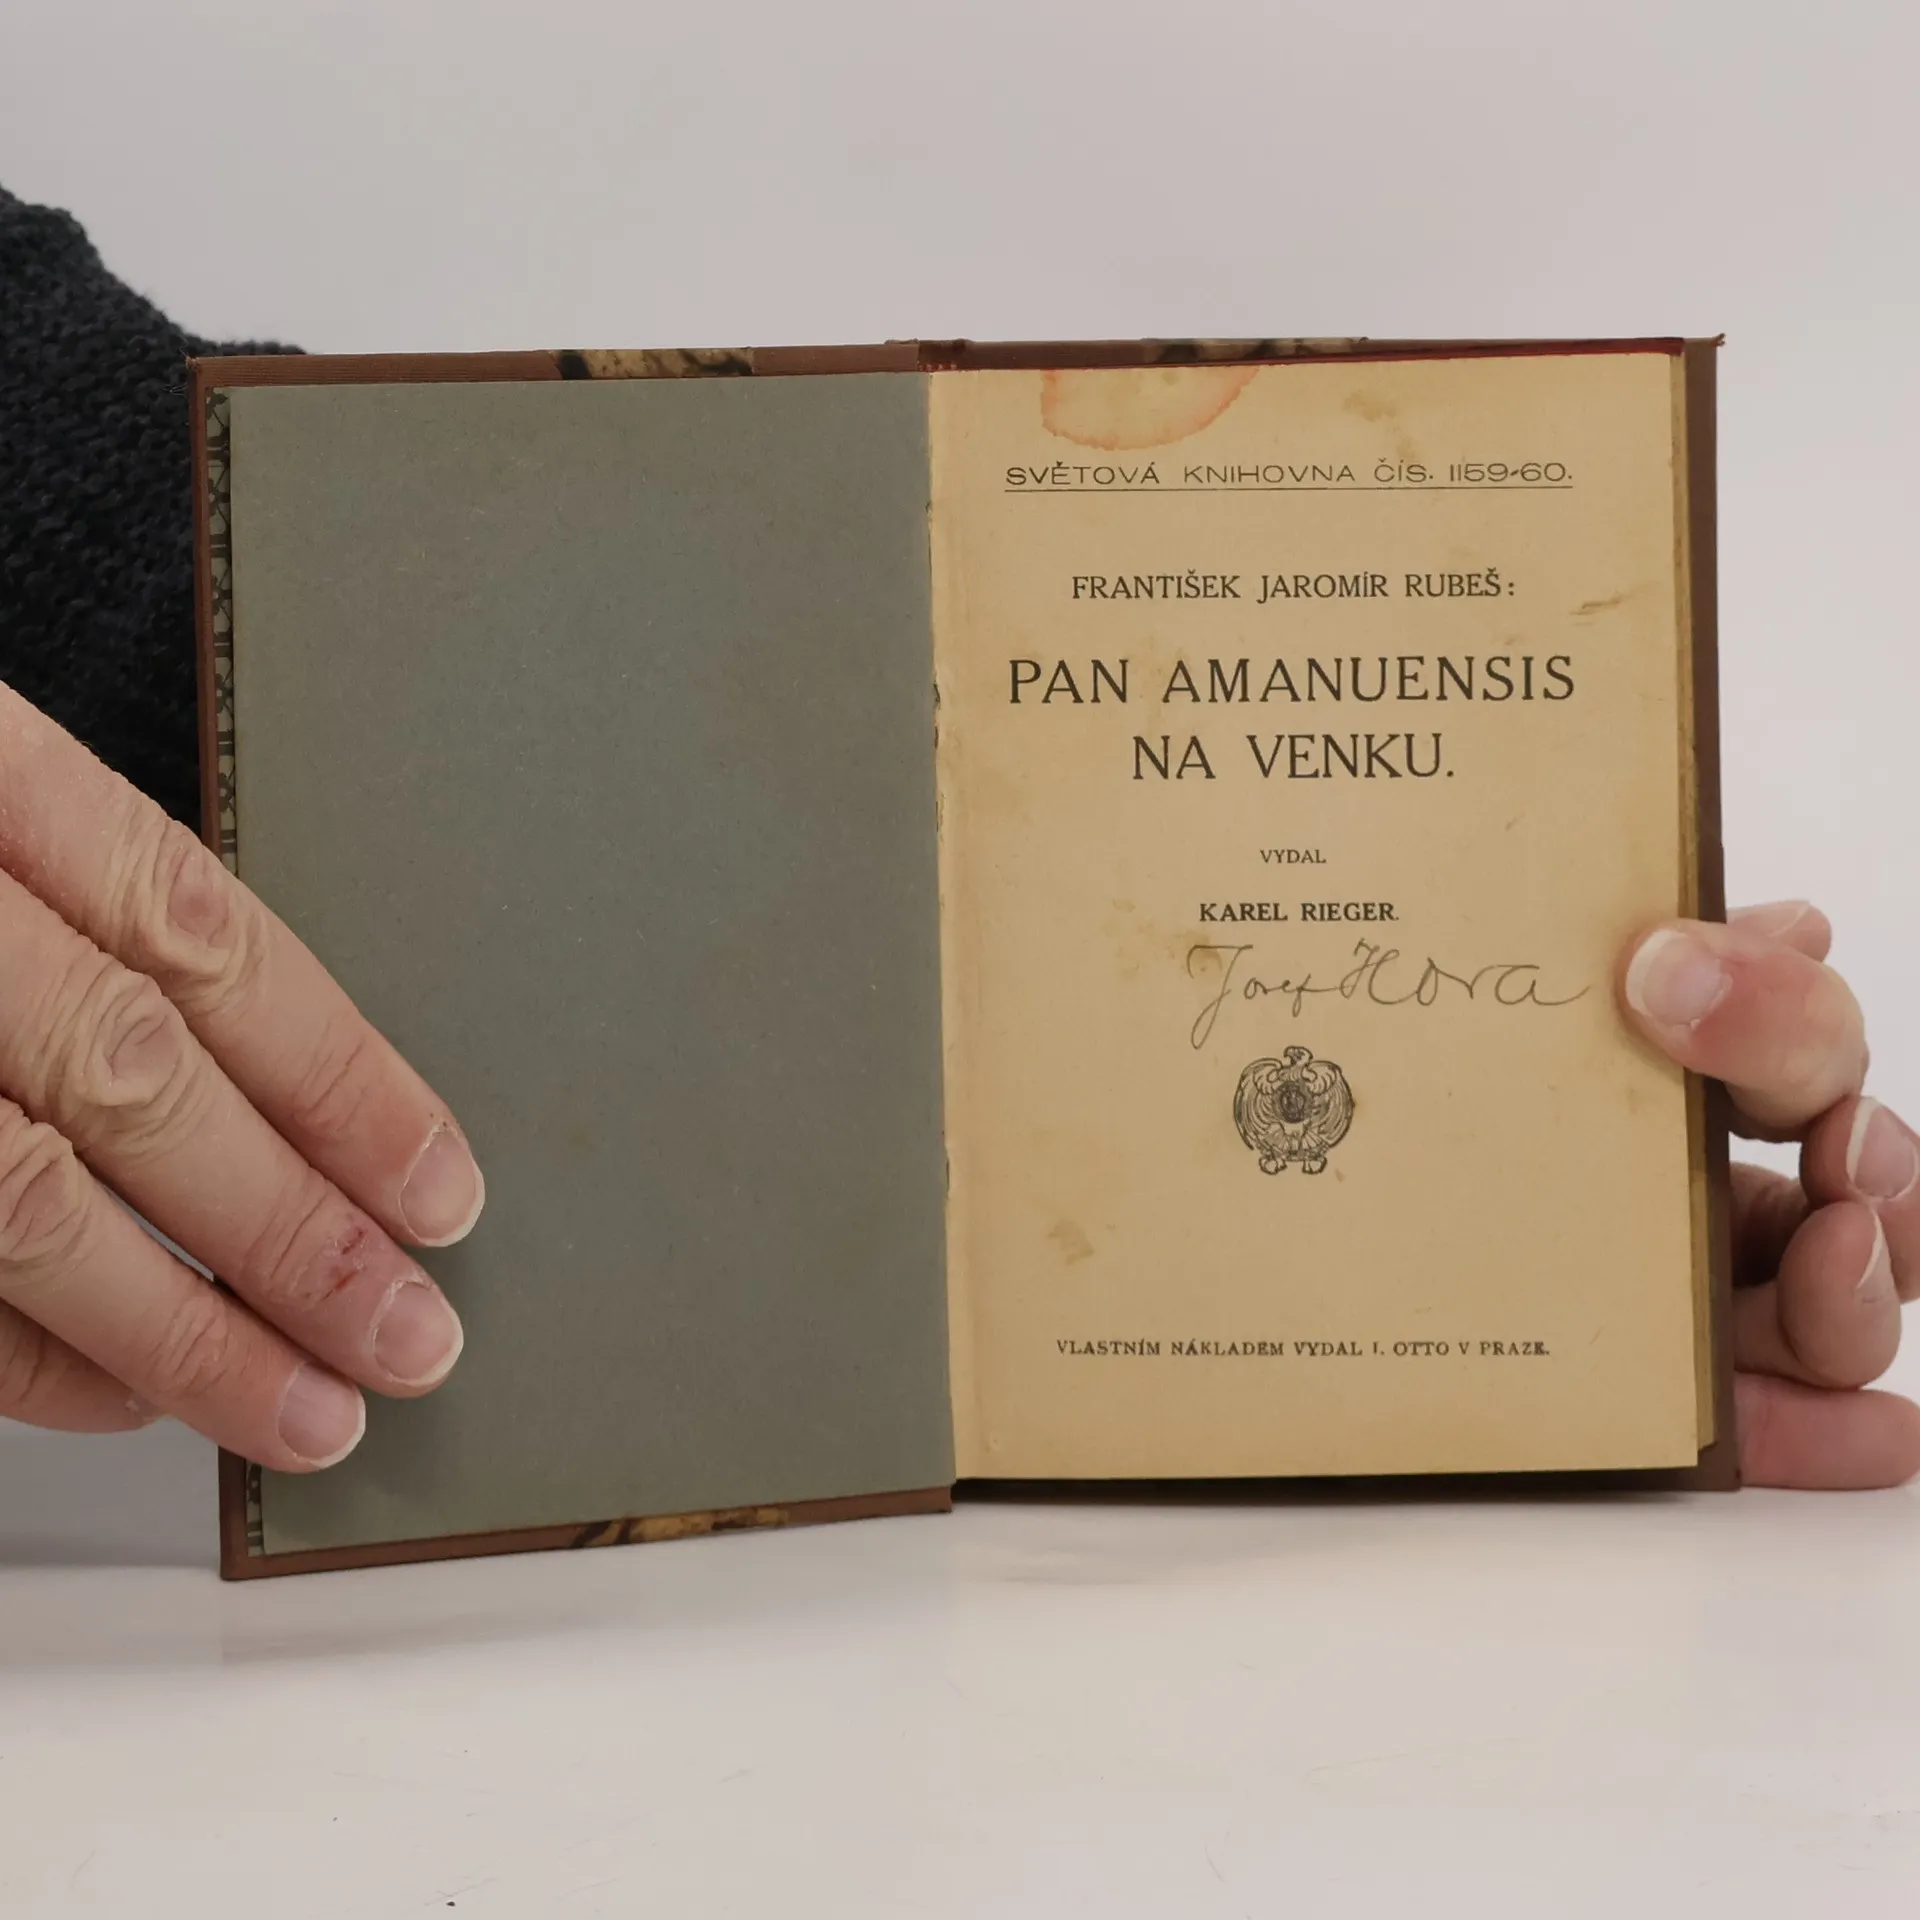 SVĚTOVÁ KNIHOVNA ČÍS. 1159-60.
FRANTIŠEK JAROMÍR RUBEŠ:
PAN AMANUENSIS
NA VENKU.
VYDAL
KAREL RIEGER.
Josef Hora
VLASTNÍM NÁKLADEM VYDAL J. OTTO V PRAZE.